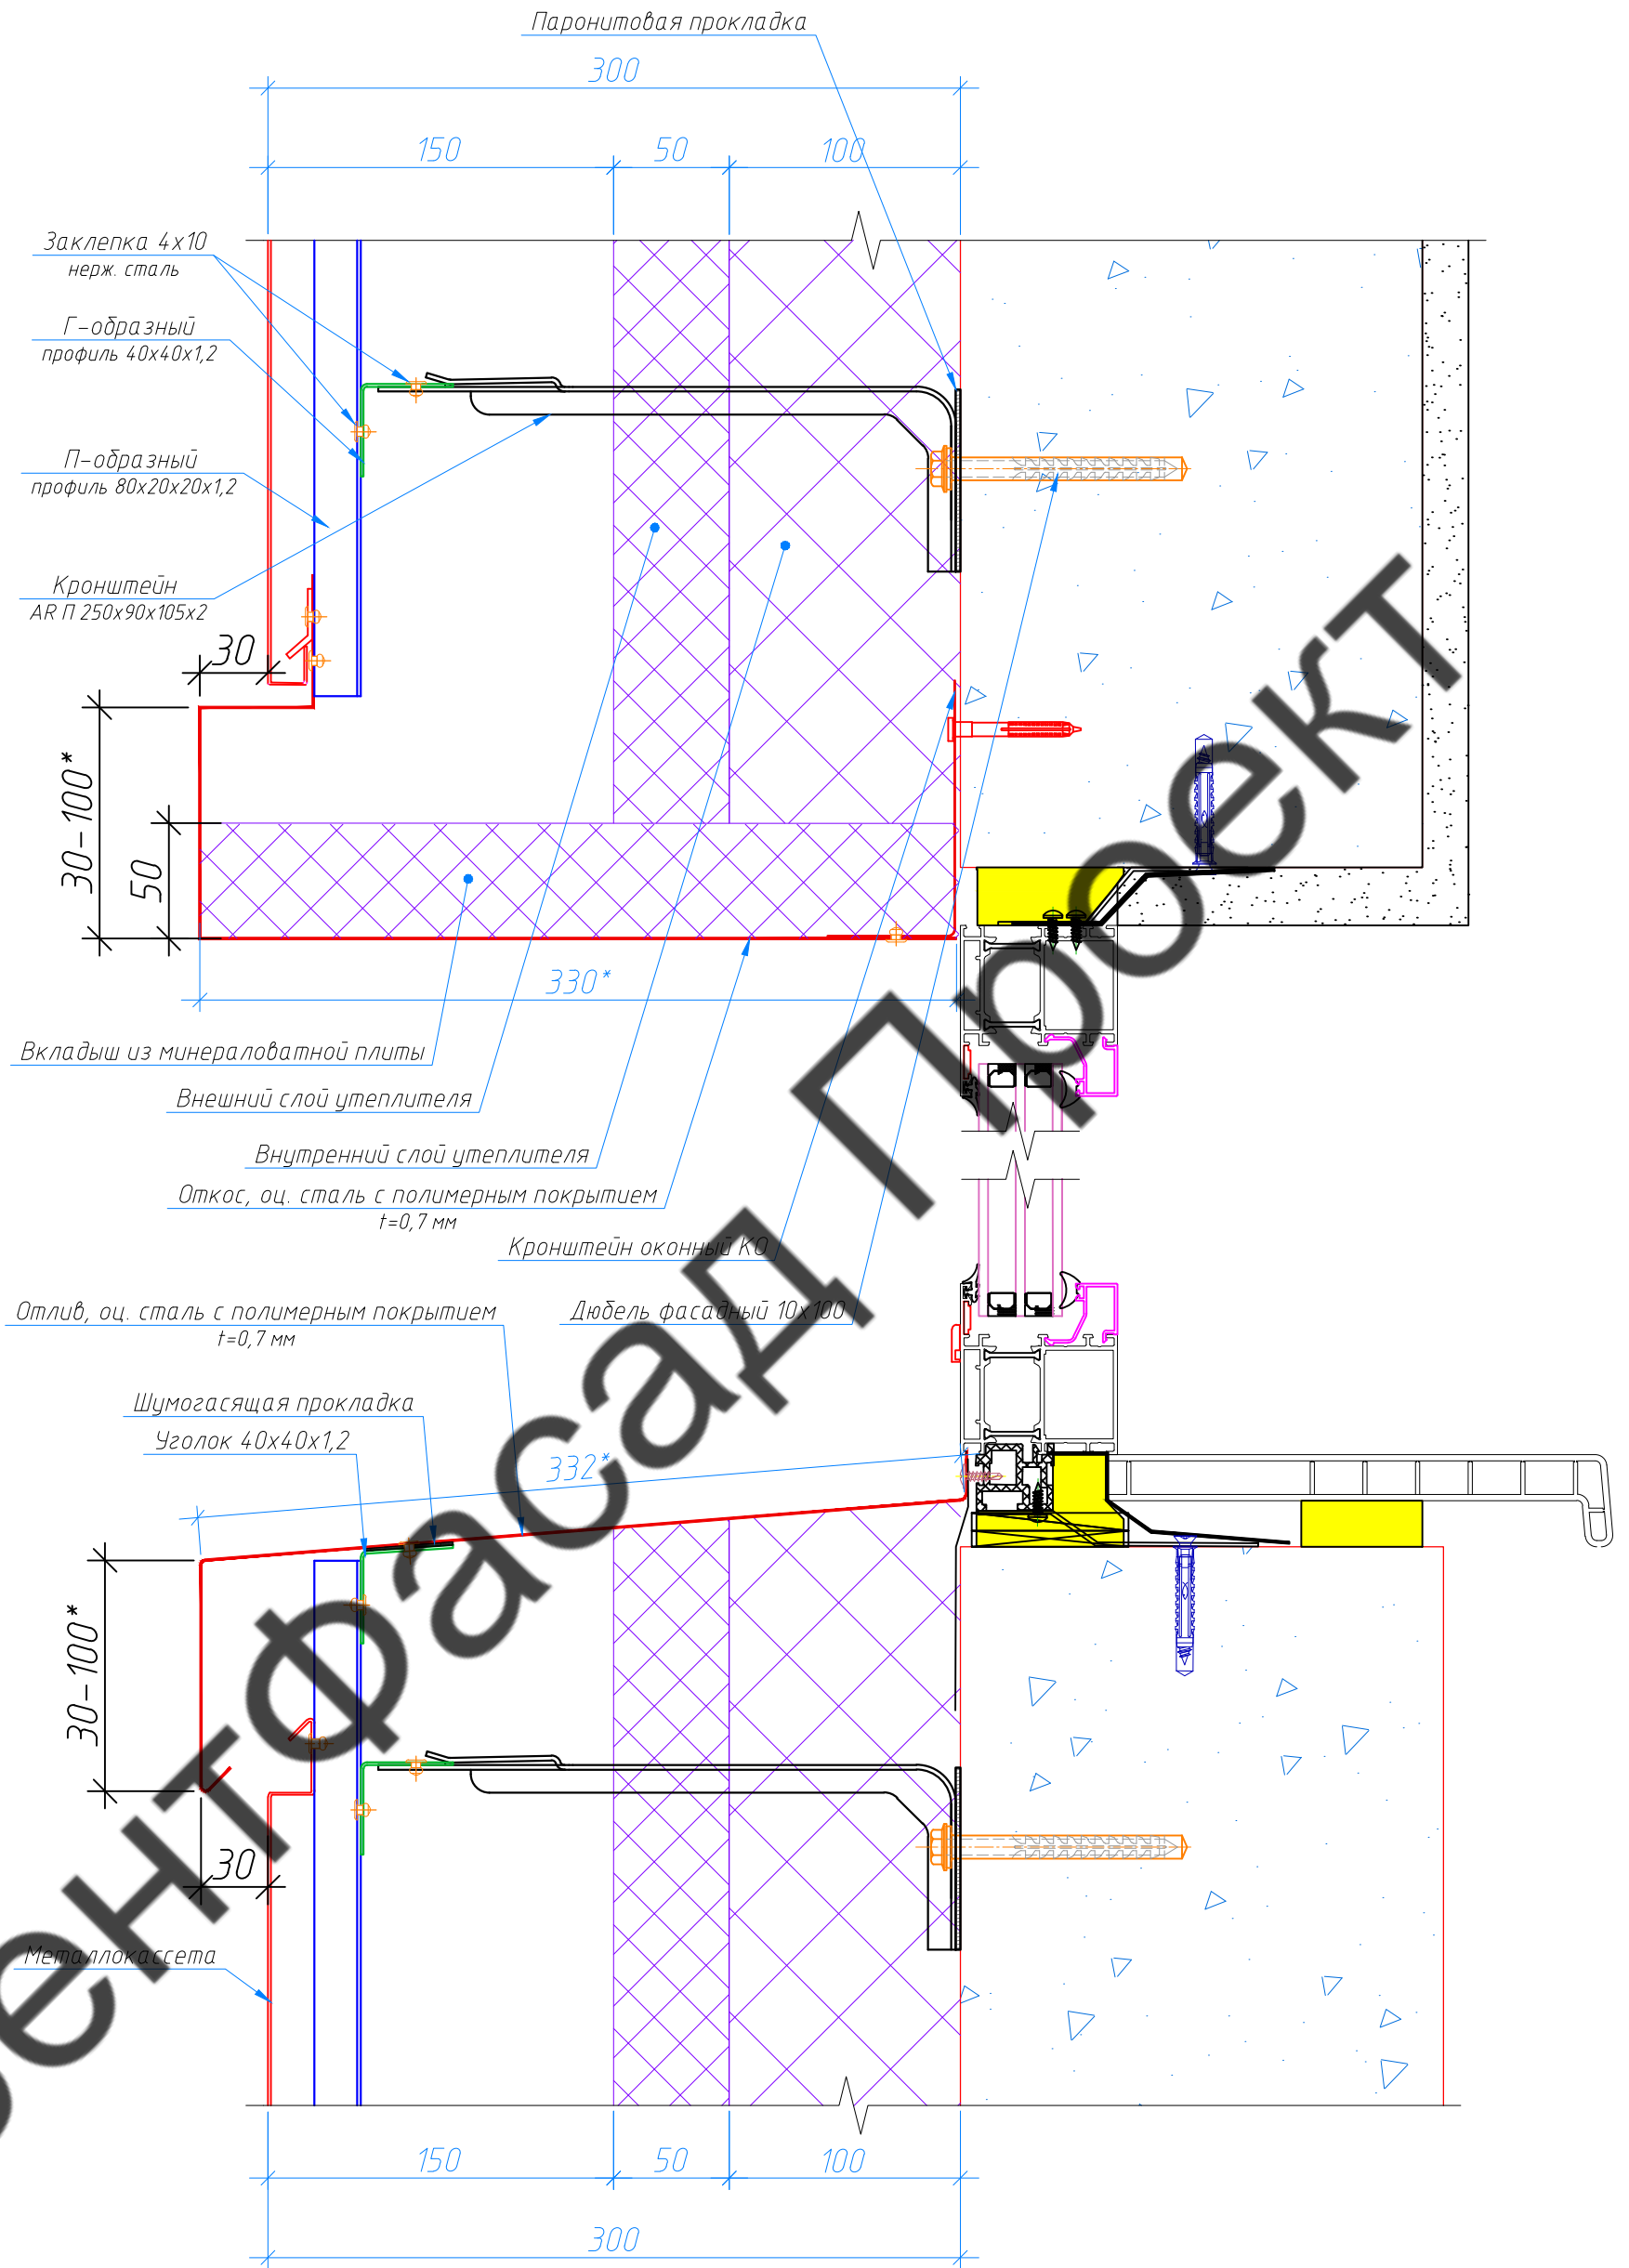 Паронитовая прокладка
300
150
50
100
Заклепка 4х10
нерж. сталь
Г-образный
профиль 40х40х1,2
П-образный
профиль 80х20х20х1,2
Кронштейн
AR П 250х90х105х2
30
30-100*
50
330*
Вкладыш из минераловатной плиты
Внешний слой утеплителя
Внутренний слой утеплителя
Откос, оц. сталь с полимерным покрытием
t=0,7 мм
Кронштейн оконный КО
Дюбель фасадный 10х100
Отлив, оц. сталь с полимерным покрытием
t=0,7 мм
Шумогасящая прокладка
Уголок 40х40х1,2
332*
30-100*
30
Металлокассета
150
50
100
300
ентФасад Проект